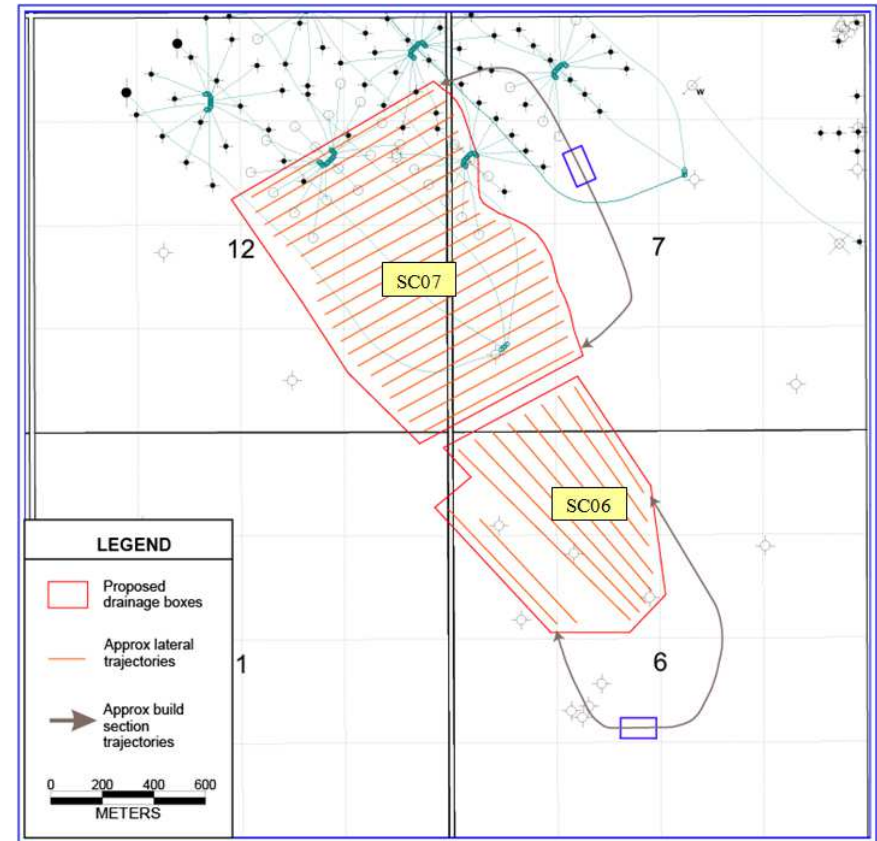 W
12
7
SC07
SC06
LEGEND
Proposed
drainage boxes
Approx lateral
trajectories
1
6
Approx build
section
trajectories
0 200 400 600
METERS